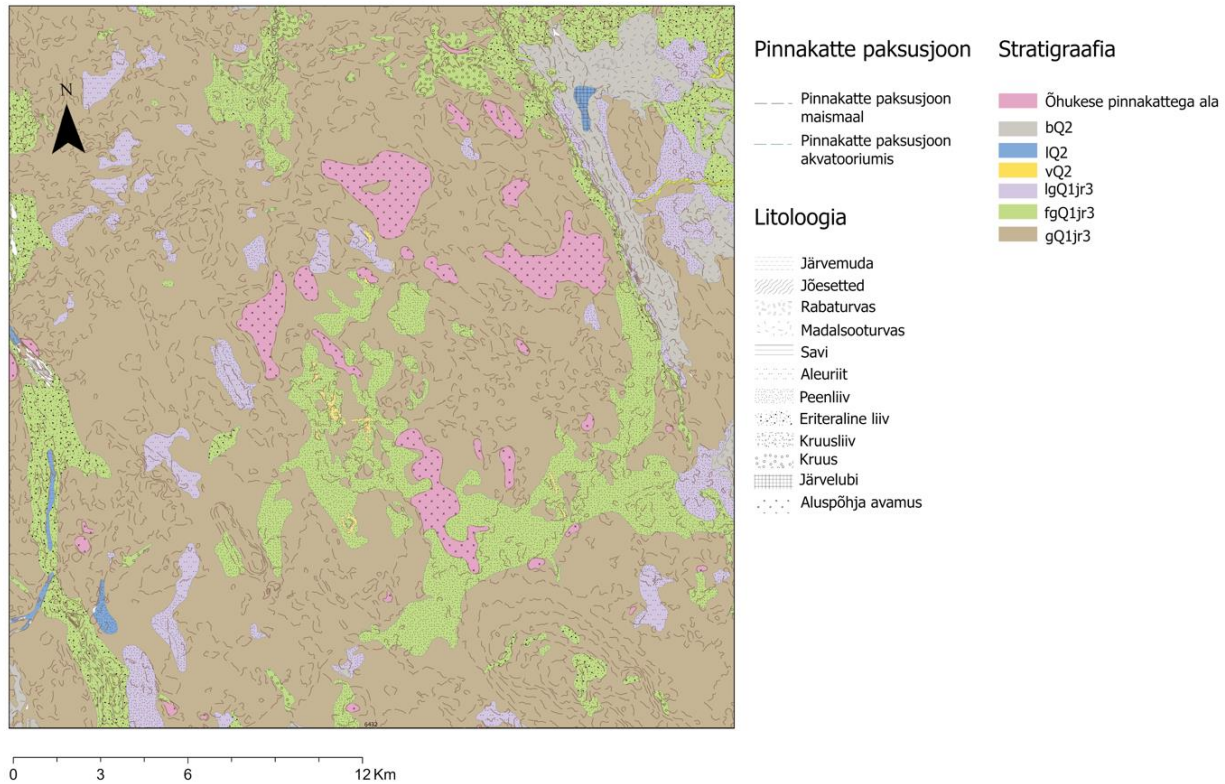 N
6412
0 3 6 12 Km
Pinnakatte paksusjoon
Pinnakatte paksusjoon
maismaal
Pinnakatte paksusjoon
akvatooriumis
Litoloogia
Järvemuda
Jõesetted
Rabaturvas
Madalsooturvas
Savi
Aleuriit
Peenliiv
Eriteraline liiv
Kruusliiv
Kruus
Järvelubi
Aluspõhja avamus
Stratigraafia
Õhukese pinnakattega ala
bQ2
lQ2
vQ2
lgQ1jr3
fgQ1jr3
gQ1jr3